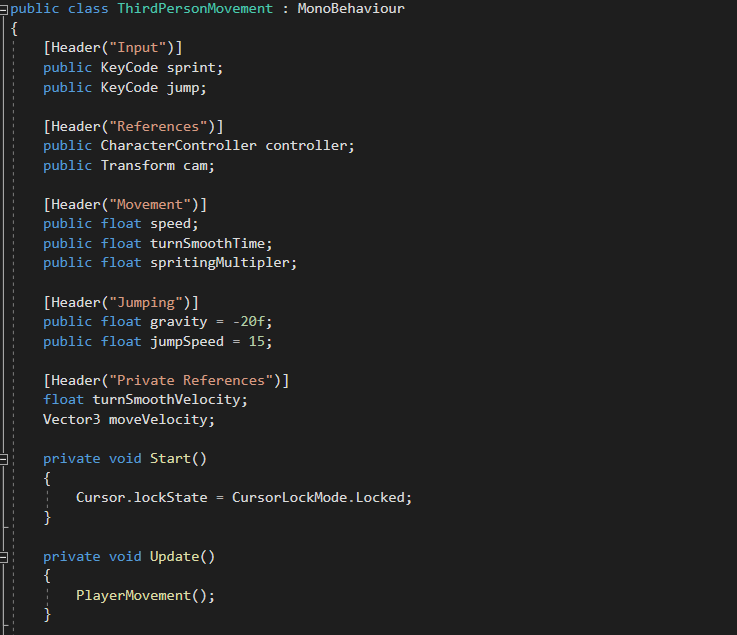 public class ThirdPersonMovement : MonoBehaviour
{
[Header("Input")]
public KeyCode sprint;
public KeyCode jump;
[Header("References")]
public CharacterController controller;
public Transform cam;
[Header("Movement")]
public float speed;
public float turnSmoothTime;
public float spritingMultipler;
[Header("Jumping")]
public float gravity = -20f;
public float jumpSpeed = 15;
[Header("Private References")]
float turnSmoothVelocity;
Vector3 moveVelocity;
private void Start()
{
Cursor.lockState = CursorLockMode.Locked;
}
private void Update()
{
PlayerMovement();
}